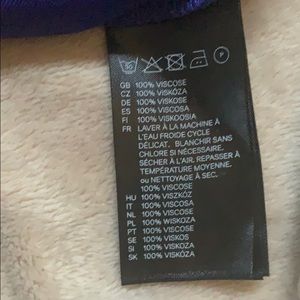 30 P
GB 100% VISCOSE
CZ 100% VISKÓZA
DE 100% VISKOSE
ES 100% VISCOSA
FI 100% VISKOOSIA
FR LAVER À LA MACHINE À
L'EAU FROIDE CYCLE
DÉLICAT. BLANCHIR SANS
CHLORE SI NÉCESSAIRE.
SÉCHER À L'AIR. REPASSER À
TEMPÉRATURE MOYENNE.
ou NETTOYAGE À SEC.
100% VISCOSE
HU 100% VISZKÓZ
IT 100% VISCOSA
NL 100% VISCOSE
PL 100% WISKOZA
PT 100% VISCOSE
SE 100% VISKOS
SI 100% VISKOZA
SK 100% VISKÓZA